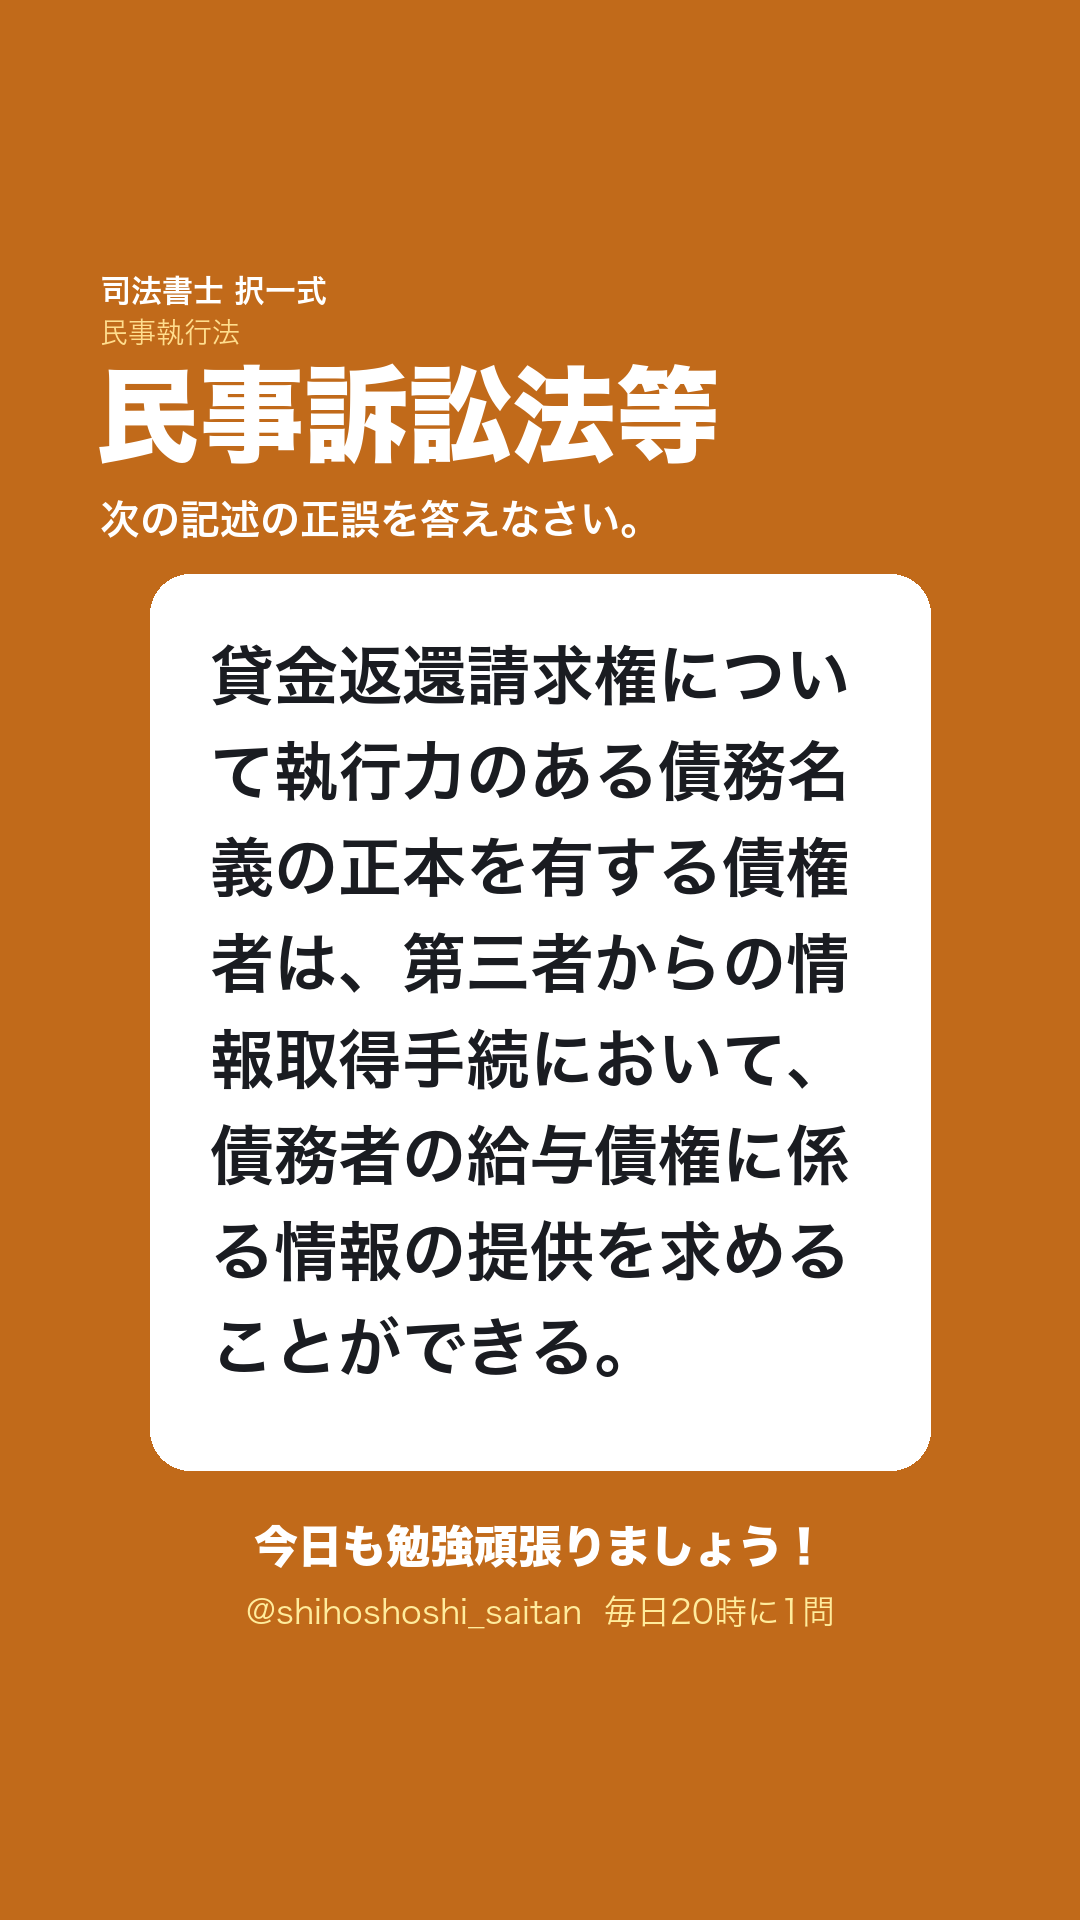 司法書士 択一式
民事執行法
民事訴訟法等
次の記述の正誤を答えなさい。
貸金返還請求権につい
て執行力のある債務名
義の正本を有する債権
者は、第三者からの情
報取得手続において、
債務者の給与債権に係
る情報の提供を求める
ことができる。
今日も勉強頑張りましょう！
@shihoshoshi_saitan 毎日20時に1問